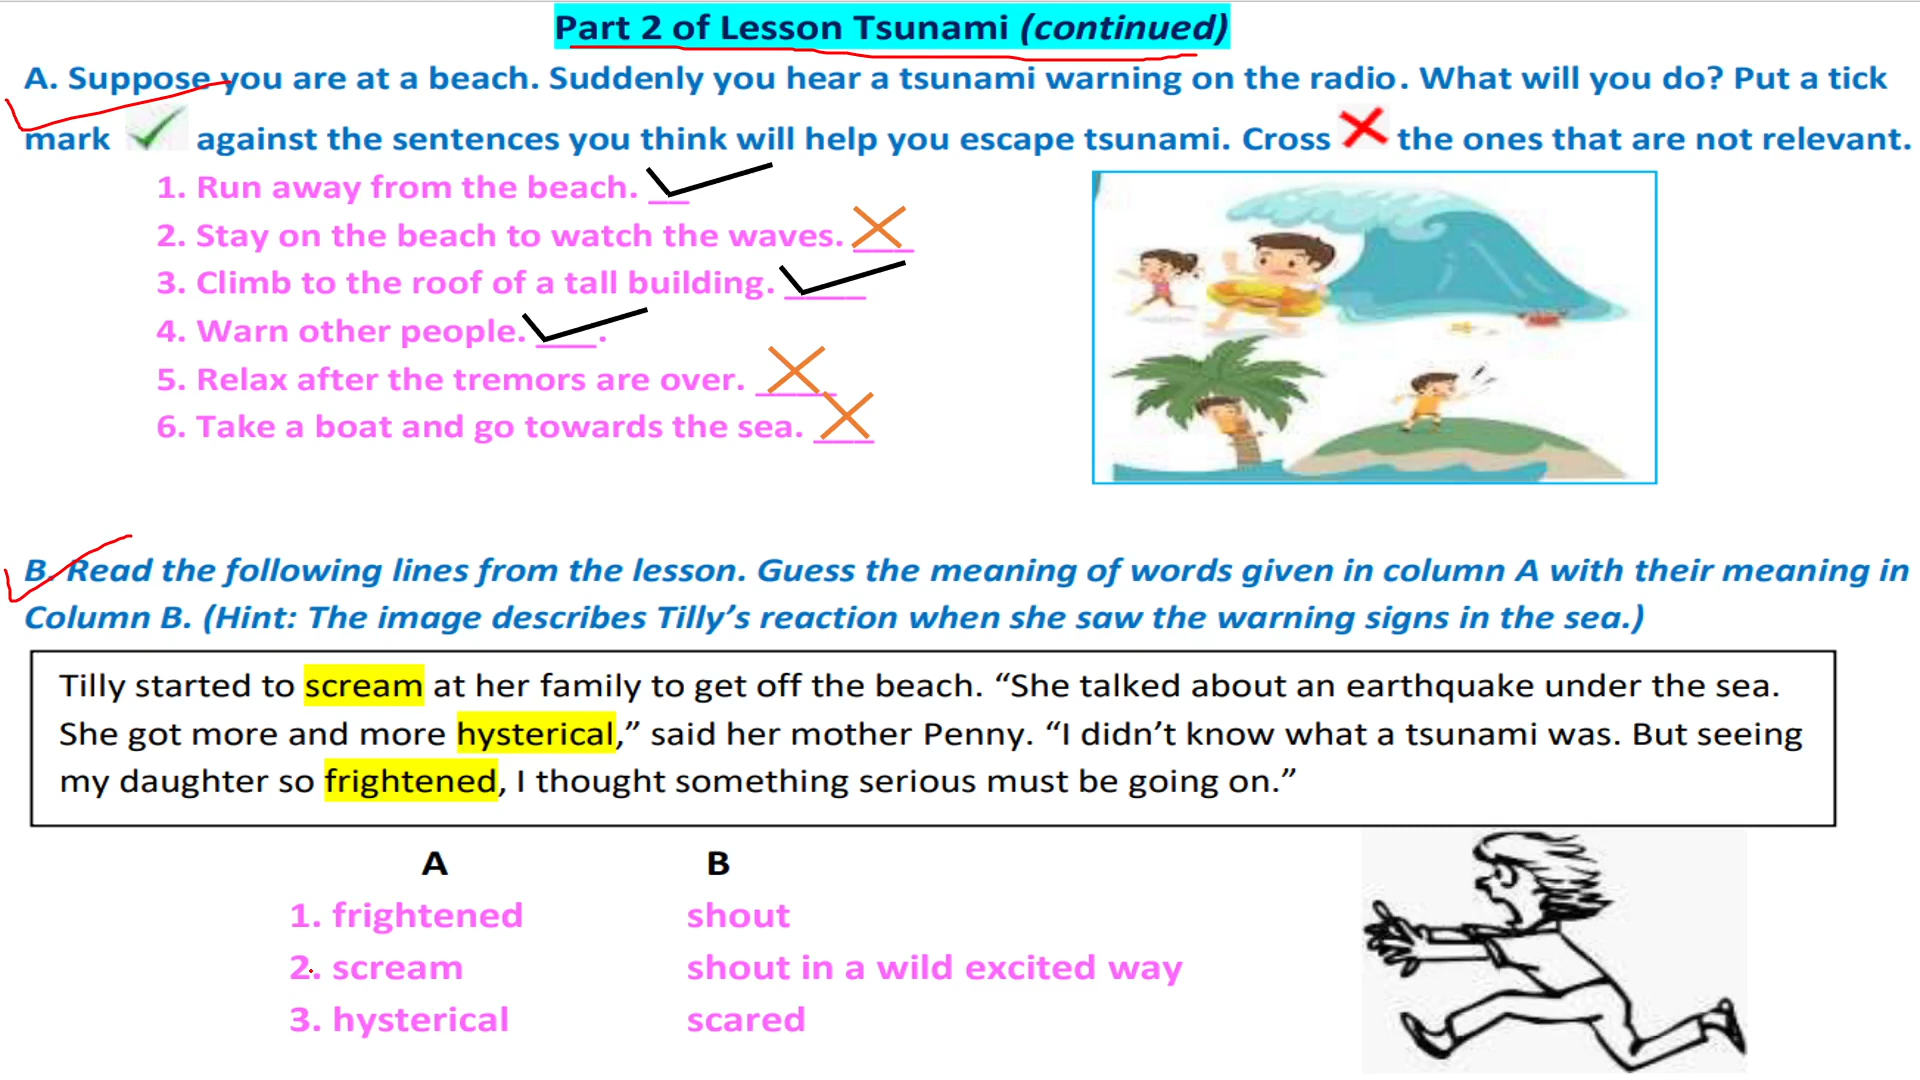 Part 2 of Lesson Tsunami (continued)
A. Suppose you are at a beach. Suddenly you hear a tsunami warning on the radio. What will you do? Put a tick
mark against the sentences you think will help you escape tsunami. Cross the ones that are not relevant.
1. Run away from the beach. __
2. Stay on the beach to watch the waves. ___
3. Climb to the roof of a tall building. ____
4. Warn other people. ___.
5. Relax after the tremors are over. ____
6. Take a boat and go towards the sea. ___
B. Read the following lines from the lesson. Guess the meaning of words given in column A with their meaning in
Column B. (Hint: The image describes Tilly’s reaction when she saw the warning signs in the sea.)
Tilly started to scream at her family to get off the beach. “She talked about an earthquake under the sea.
She got more and more hysterical,” said her mother Penny. “I didn’t know what a tsunami was. But seeing
my daughter so frightened, I thought something serious must be going on.”
A B
1. frightened shout
2. scream shout in a wild excited way
3. hysterical scared